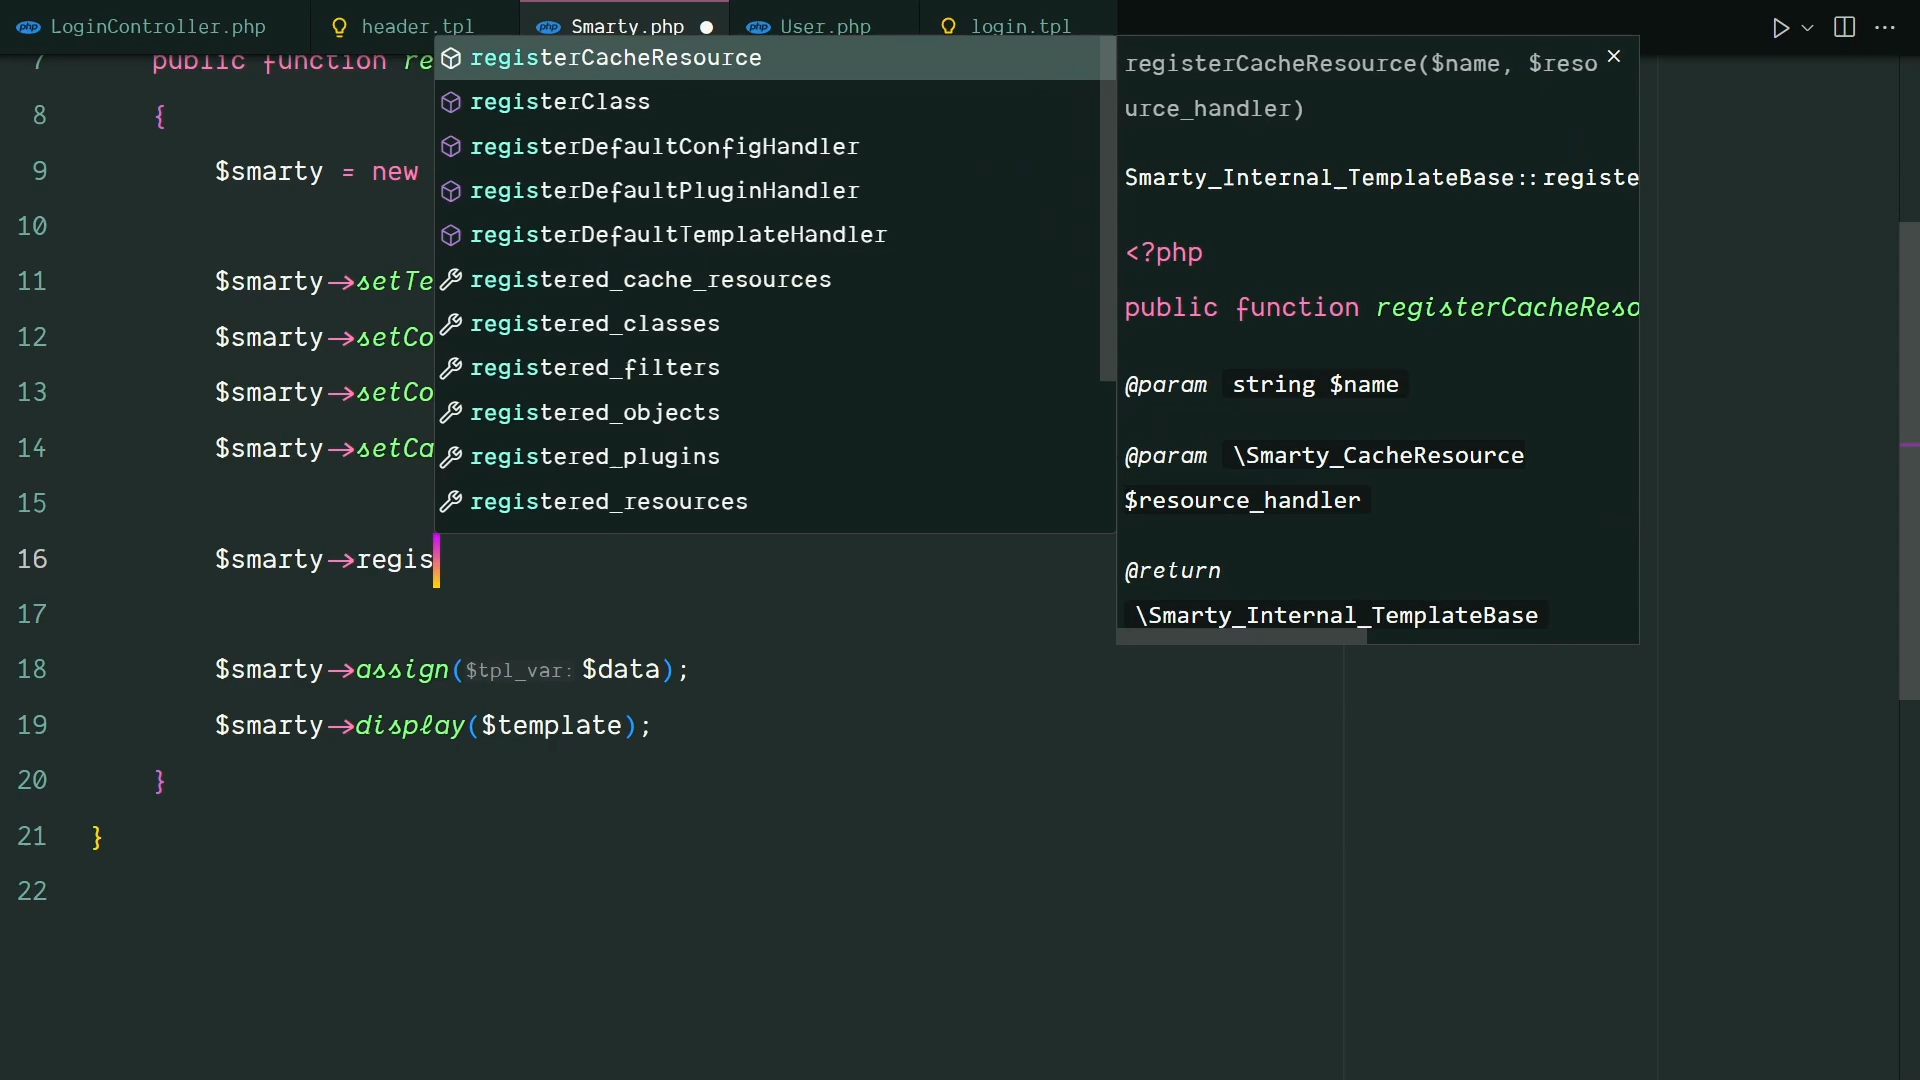 LoginController.php header.tpl Smarty.php User.php login.tpl
7 public function re
8 {
9 $smarty = new
10
11 $smarty->setTe
12 $smarty->setCo
13 $smarty->setCo
14 $smarty->setCa
15
16 $smarty->regis
17
18 $smarty->assign($tpl_var: $data);
19 $smarty->display($template);
20 }
21 }
22
registerCacheResource
registerClass
registerDefaultConfigHandler
registerDefaultPluginHandler
registerDefaultTemplateHandler
registered_cache_resources
registered_classes
registered_filters
registered_objects
registered_plugins
registered_resources
registerCacheResource($name, $reso
urce_handler)
Smarty_Internal_TemplateBase::registe
<?php
public function registerCacheReso
@param string $name
@param \Smarty_CacheResource
$resource_handler
@return
\Smarty_Internal_TemplateBase